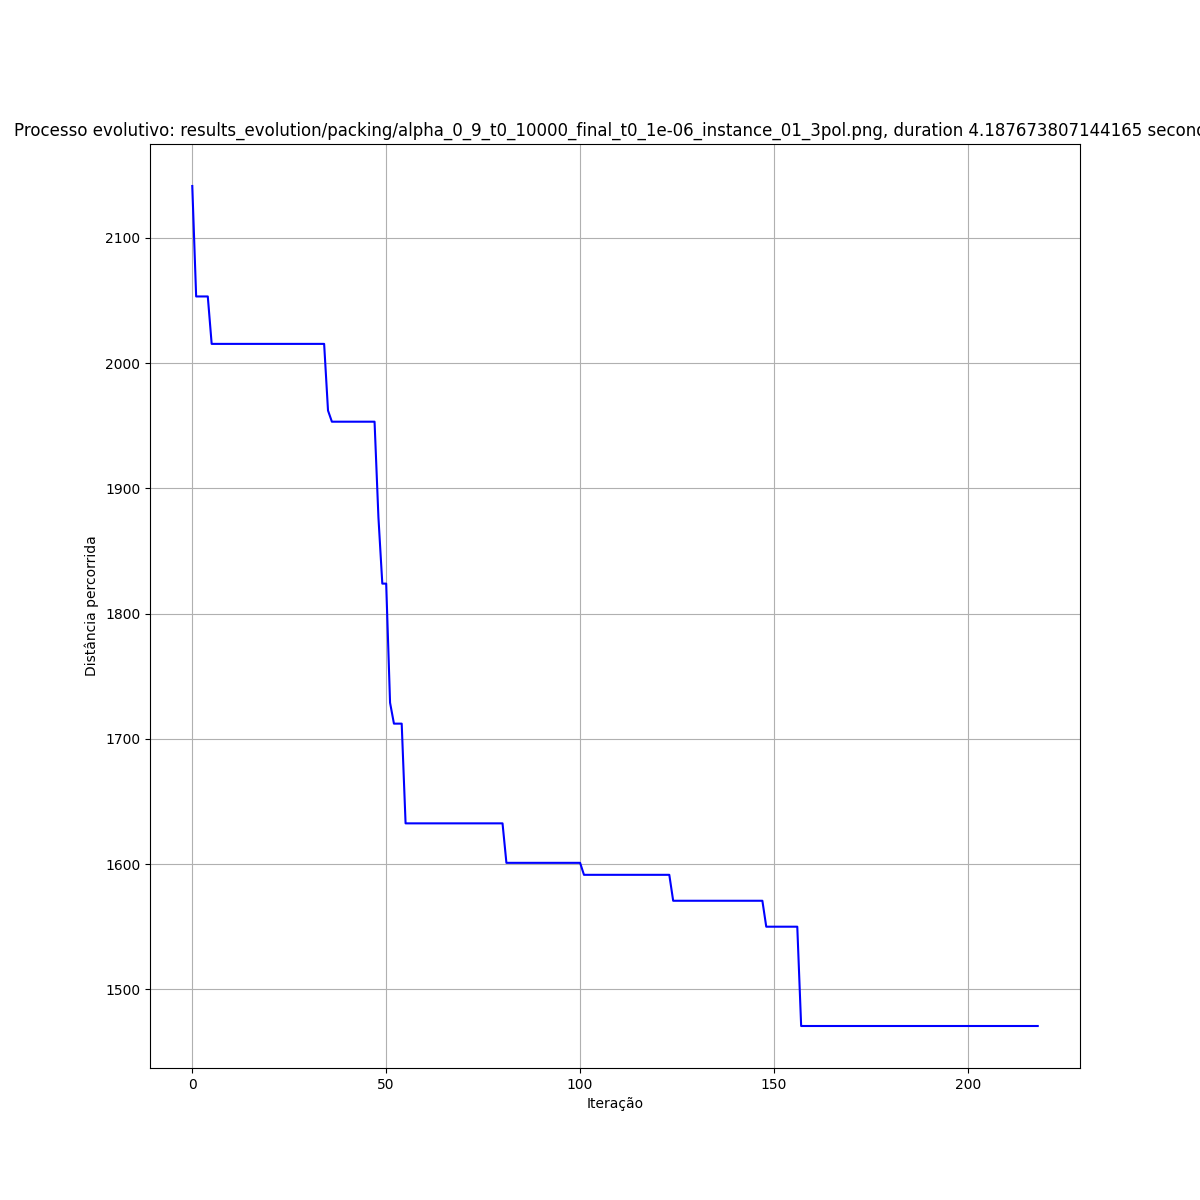 Processo evolutivo: results_evolution/packing/alpha_0_9_t0_10000_final_t0_1e-06_instance_01_3pol.png, duration 4.187673807144165 secon
2100
2000
1900
1800
1700
1600
1500
Distância percorrida
0 50 100 150 200
Iteração